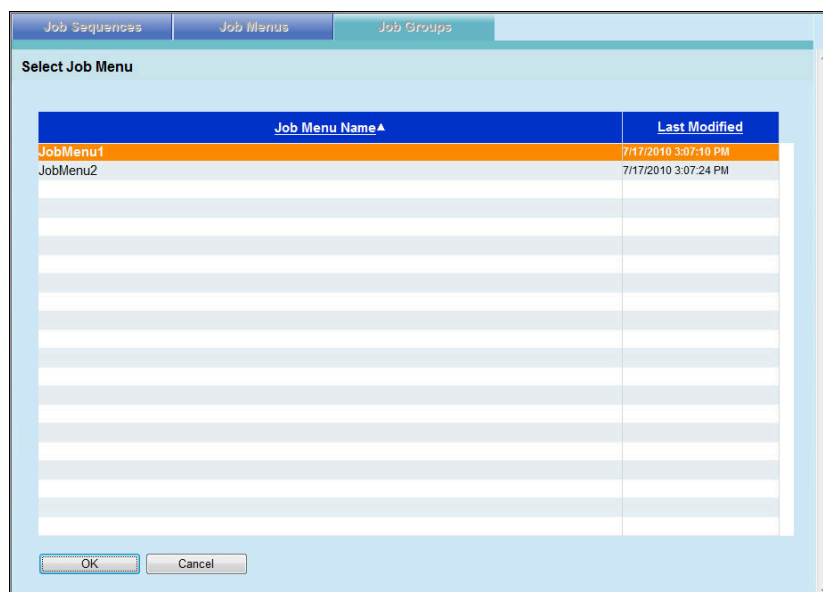 Job Sequences Job Menus Job Groups
Select Job Menu
Job Menu Name▲ Last Modified
JobMenu1 7/17/2010 3:07:10 PM
JobMenu2 7/17/2010 3:07:24 PM
OK Cancel